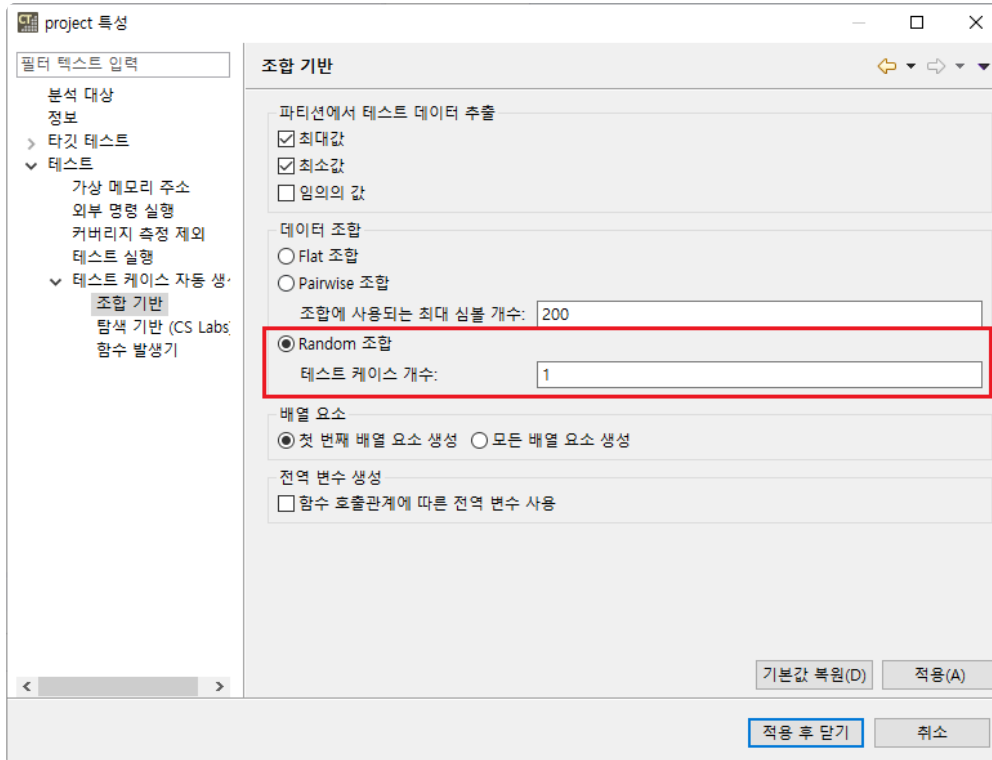 CT project 특성
필터 텍스트 입력
분석 대상
정보
타깃 테스트
테스트
가상 메모리 주소
외부 명령 실행
커버리지 측정 제외
테스트 실행
테스트 케이스 자동 생
조합 기반
탐색 기반 (CS Labs)
함수 발생기
조합 기반
파티션에서 테스트 데이터 추출
최대값
최소값
임의의 값
데이터 조합
Flat 조합
Pairwise 조합
조합에 사용되는 최대 심볼 개수: 200
Random 조합
테스트 케이스 개수: 1
배열 요소
첫 번째 배열 요소 생성 모든 배열 요소 생성
전역 변수 생성
함수 호출관계에 따른 전역 변수 사용
기본값 복원(D) 적용(A)
적용 후 닫기 취소